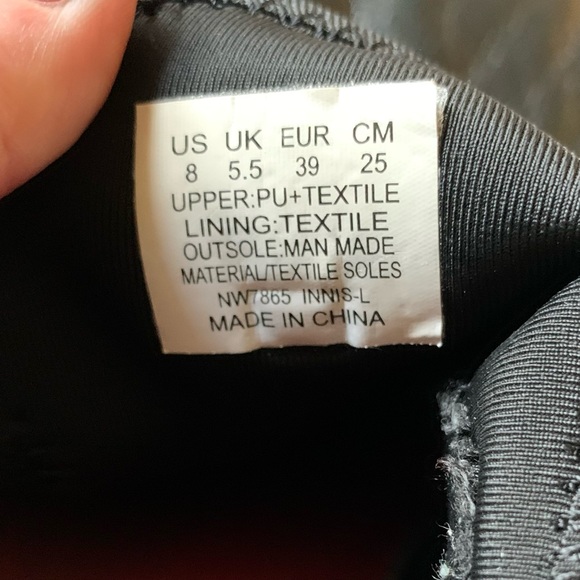 US UK EUR CM
8 5.5 39 25
UPPER:PU+TEXTILE
LINING:TEXTILE
OUTSOLE:MAN MADE
MATERIAL/TEXTILE SOLES
NW7865 INNIS-L
MADE IN CHINA